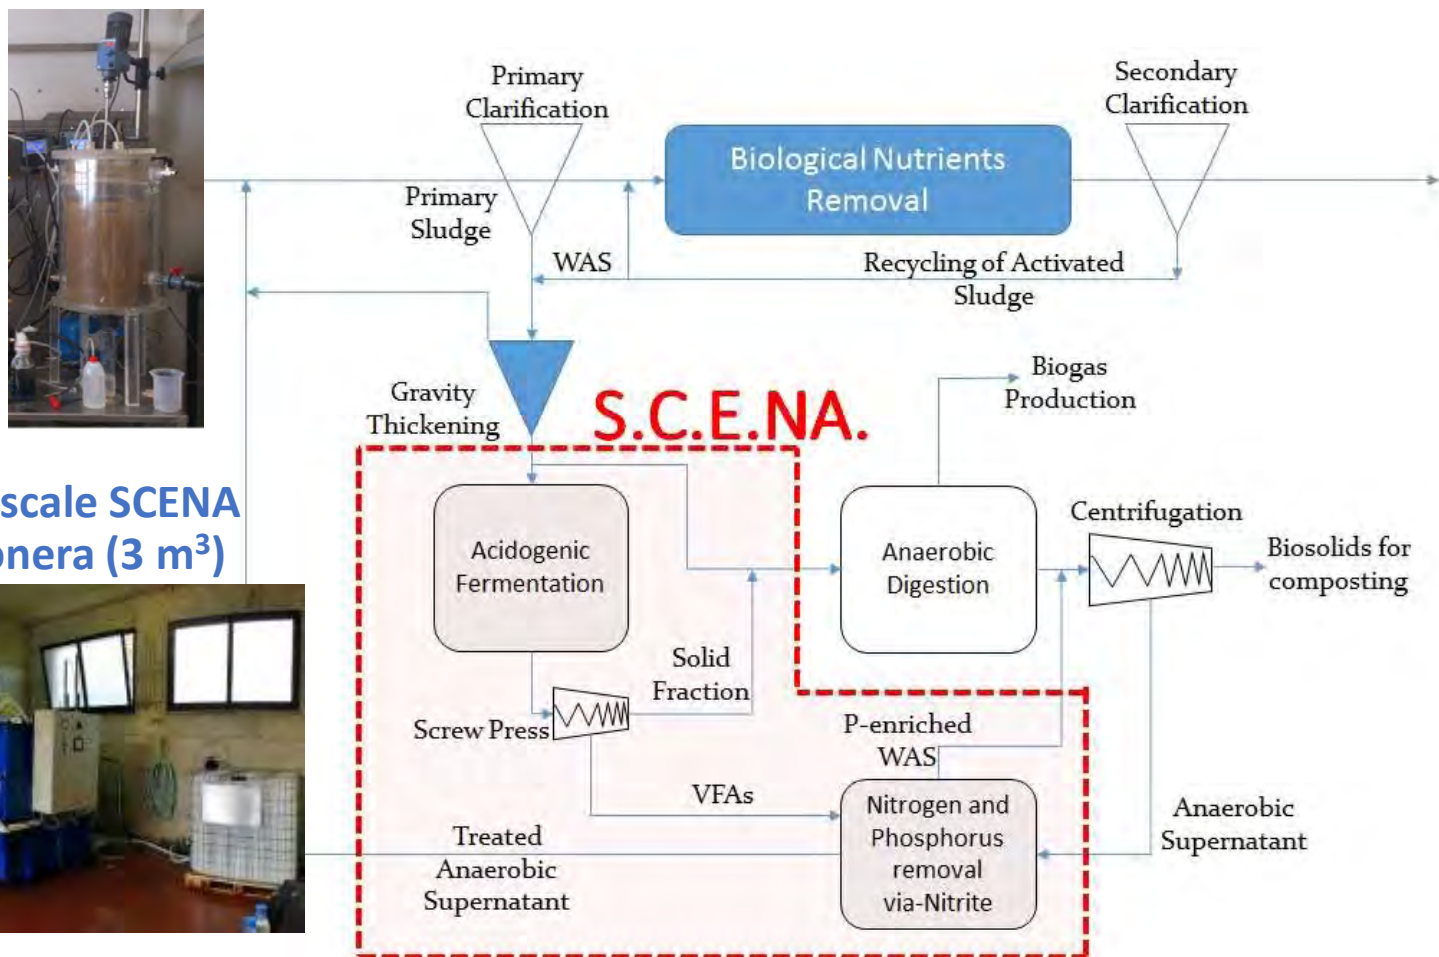 Primary
Clarification
Secondary
Clarification
Biological Nutrients
Removal
Primary
Sludge
WAS
Recycling of Activated
Sludge
Gravity
Thickening
S.C.E.NA.
Biogas
Production
scale SCENA
onera (3 m³)
Acidogenic
Fermentation
Anaerobic
Digestion
Centrifugation
Biosolids for
composting
Solid
Fraction
Screw Press
P-enriched
WAS
VFAs
Nitrogen and
Phosphorus
removal
via-Nitrite
Anaerobic
Supernatant
Treated
Anaerobic
Supernatant